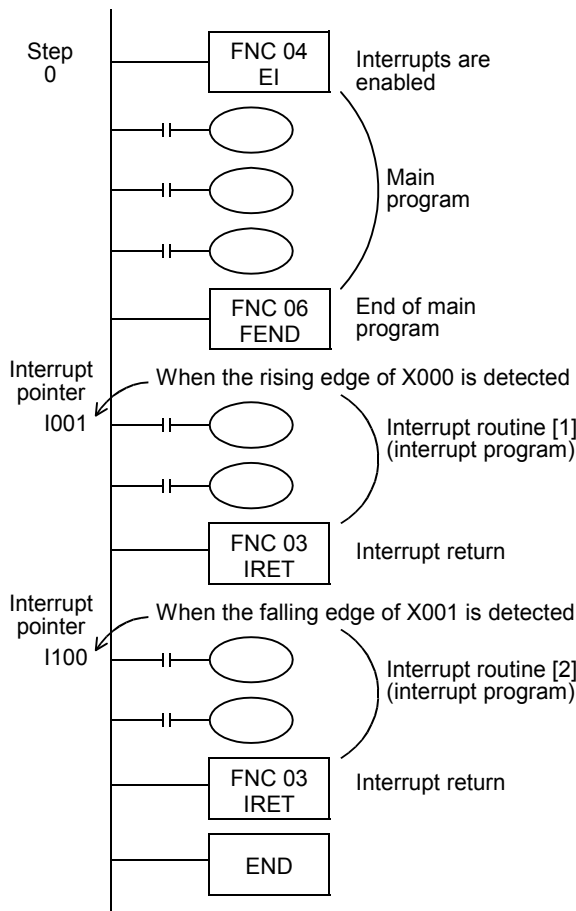 Step
0
FNC 04
EI
Interrupts are
enabled
Main
program
FNC 06
FEND
End of main
program
Interrupt
pointer
I001
When the rising edge of X000 is detected
Interrupt routine [1]
(interrupt program)
FNC 03
IRET
Interrupt return
Interrupt
pointer
I100
When the falling edge of X001 is detected
Interrupt routine [2]
(interrupt program)
FNC 03
IRET
Interrupt return
END